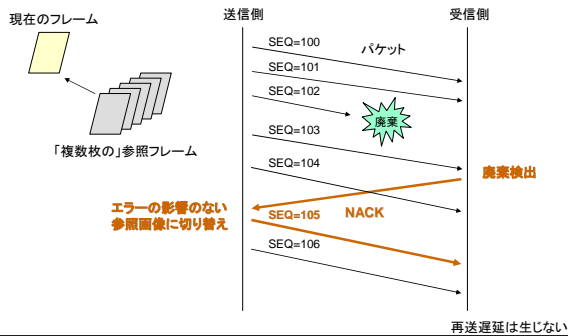 現在のフレーム
送信側
受信側
SEQ=100
パケット
SEQ=101
SEQ=102
廃棄
SEQ=103
「複数枚の」参照フレーム
SEQ=104
廃棄検出
エラーの影響のない
参照画像に切り替え
SEQ=105
NACK
SEQ=106
再送遅延は生じない